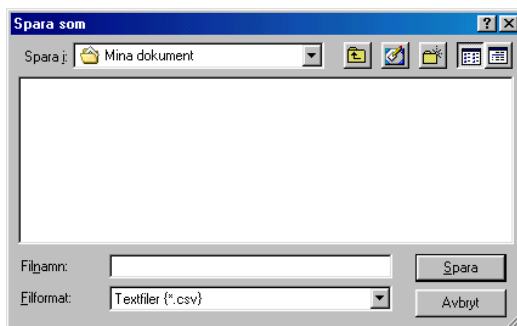 Spara som
Spara i: Mina dokument
Filnamn:
Spara
Filformat: Textfiler {*.csv}
Avbryt